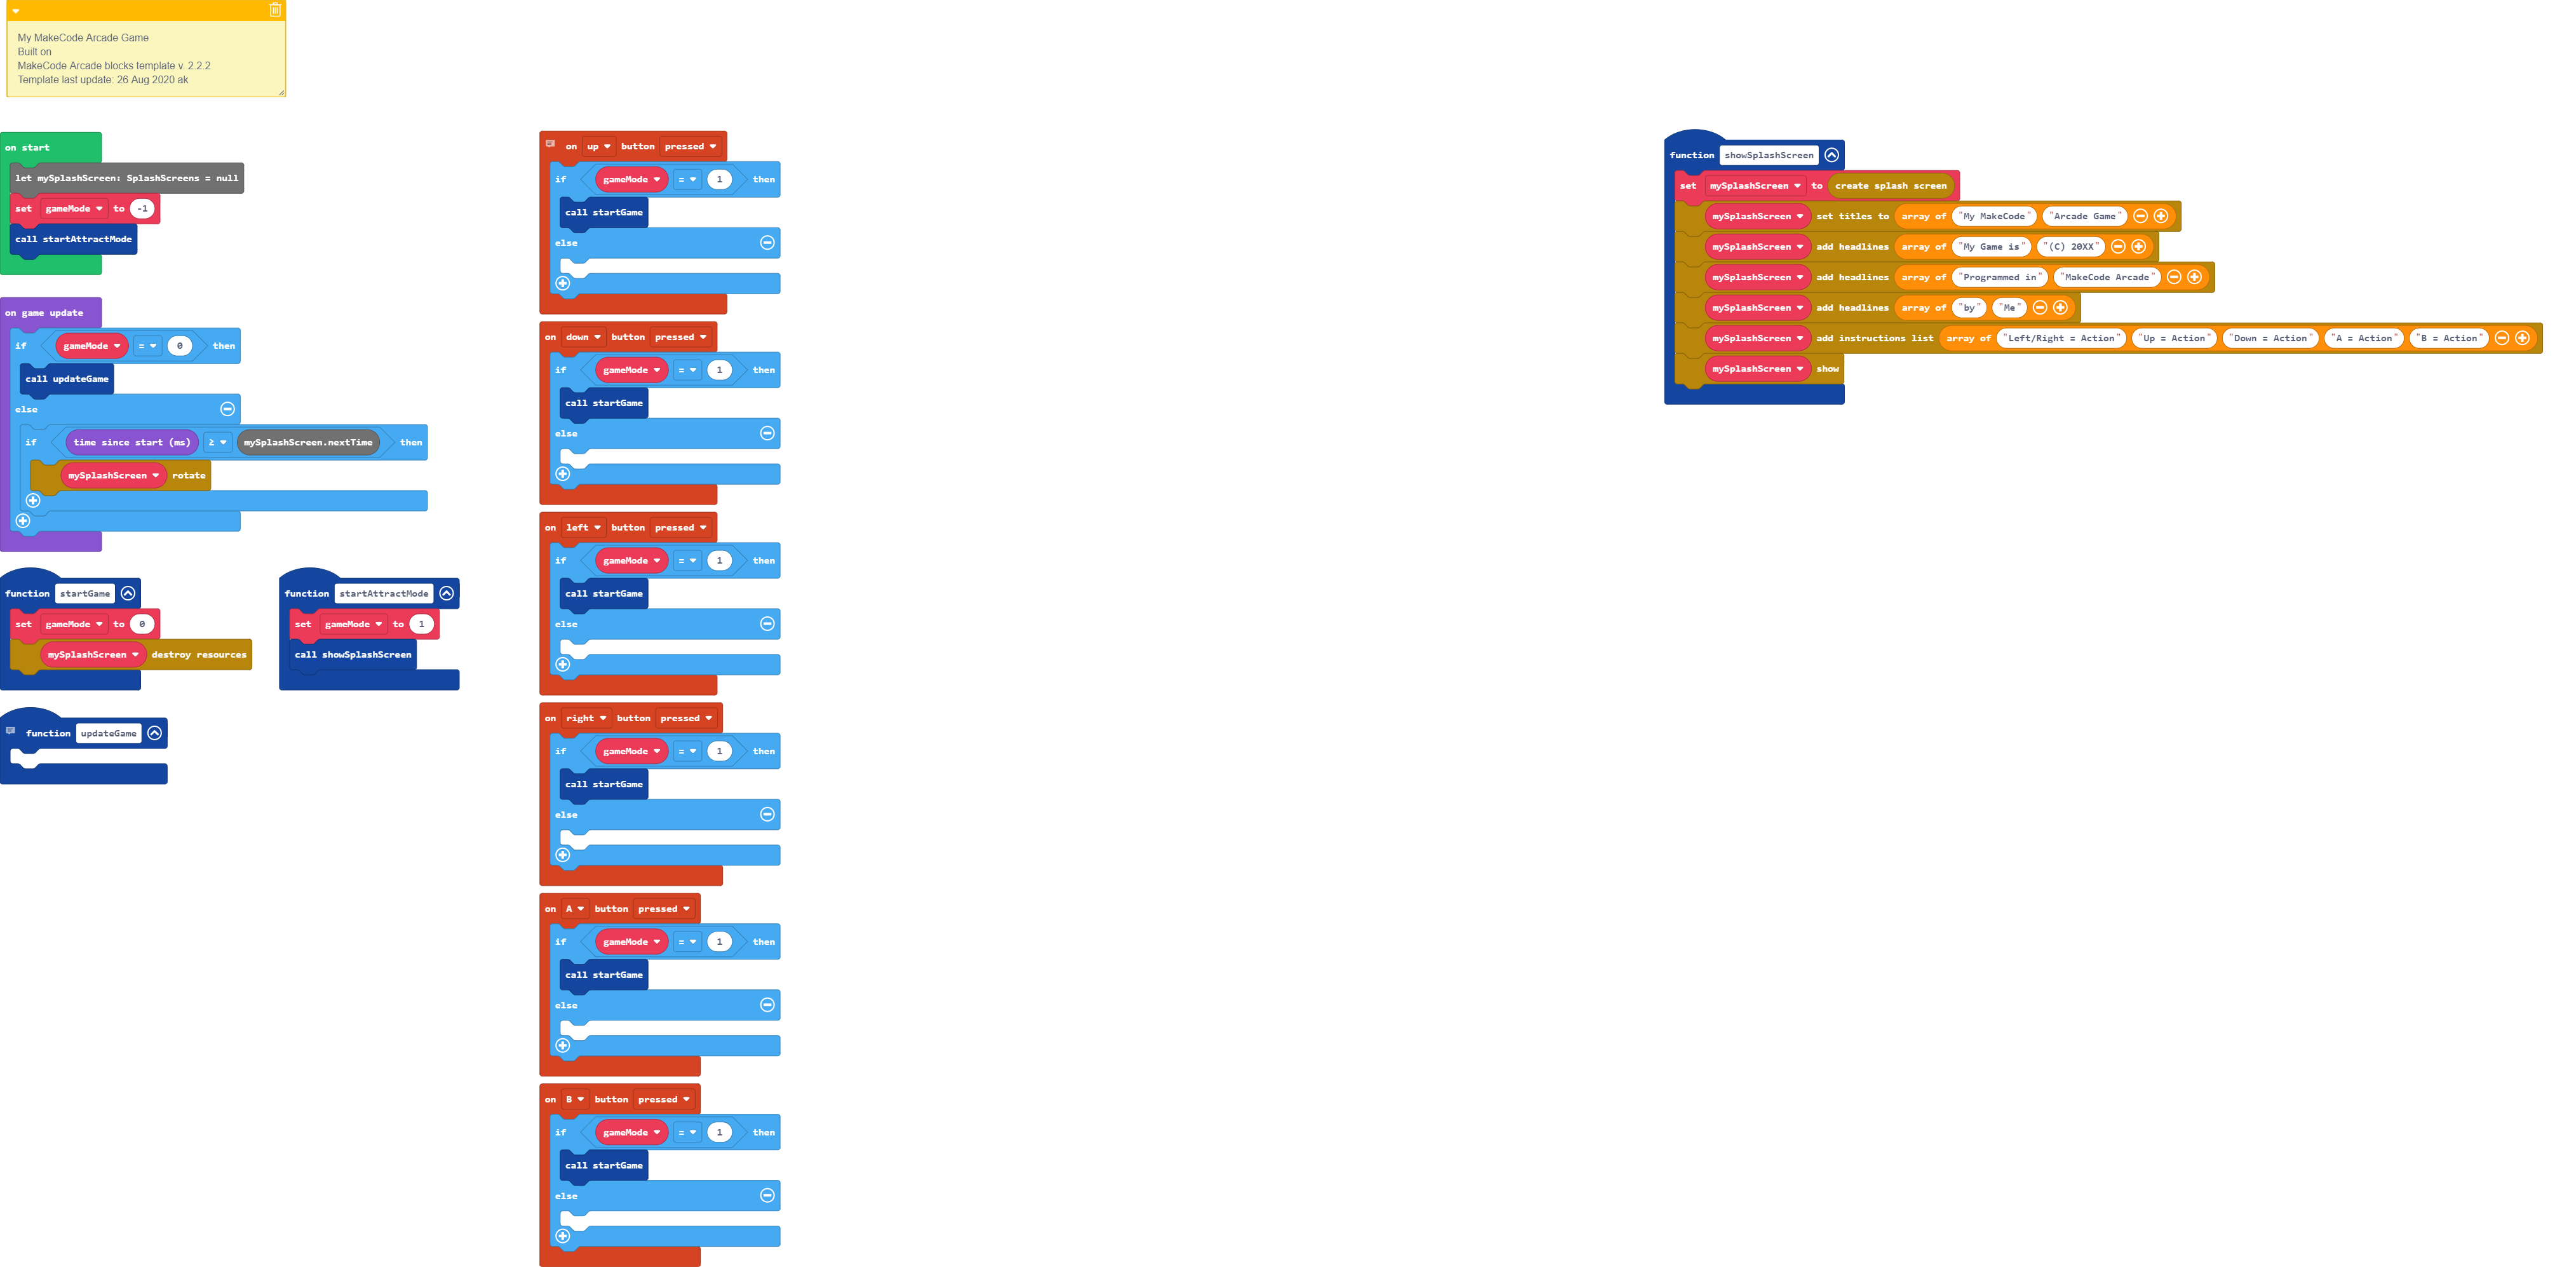 My MakeCode Arcade Game
Built on
MakeCode Arcade blocks template v. 2.2.2
Template last update: 26 Aug 2020 ak
on start
let mySplashScreen: SplashScreens = null
set gameMode to -1
call startAttractMode
on game update
if gameMode = 0 then
call updateGame
else
if time since start (ms) ≥ mySplashScreen.nextTime then
mySplashScreen rotate
function startGame
set gameMode to 0
mySplashScreen destroy resources
function startAttractMode
set gameMode to 1
call showSplashScreen
function updateGame
on up button pressed
if gameMode = 1 then
call startGame
else
on down button pressed
if gameMode = 1 then
call startGame
else
on left button pressed
if gameMode = 1 then
call startGame
else
on right button pressed
if gameMode = 1 then
call startGame
else
on A button pressed
if gameMode = 1 then
call startGame
else
on B button pressed
if gameMode = 1 then
call startGame
else
function showSplashScreen
set mySplashScreen to create splash screen
mySplashScreen set titles to array of "My MakeCode" "Arcade Game"
mySplashScreen add headlines array of "My Game is" "(C) 20XX"
mySplashScreen add headlines array of "Programmed in" "MakeCode Arcade"
mySplashScreen add headlines array of "by" "Me"
mySplashScreen add instructions list array of "Left/Right = Action" "Up = Action" "Down = Action" "A = Action" "B = Action"
mySplashScreen show